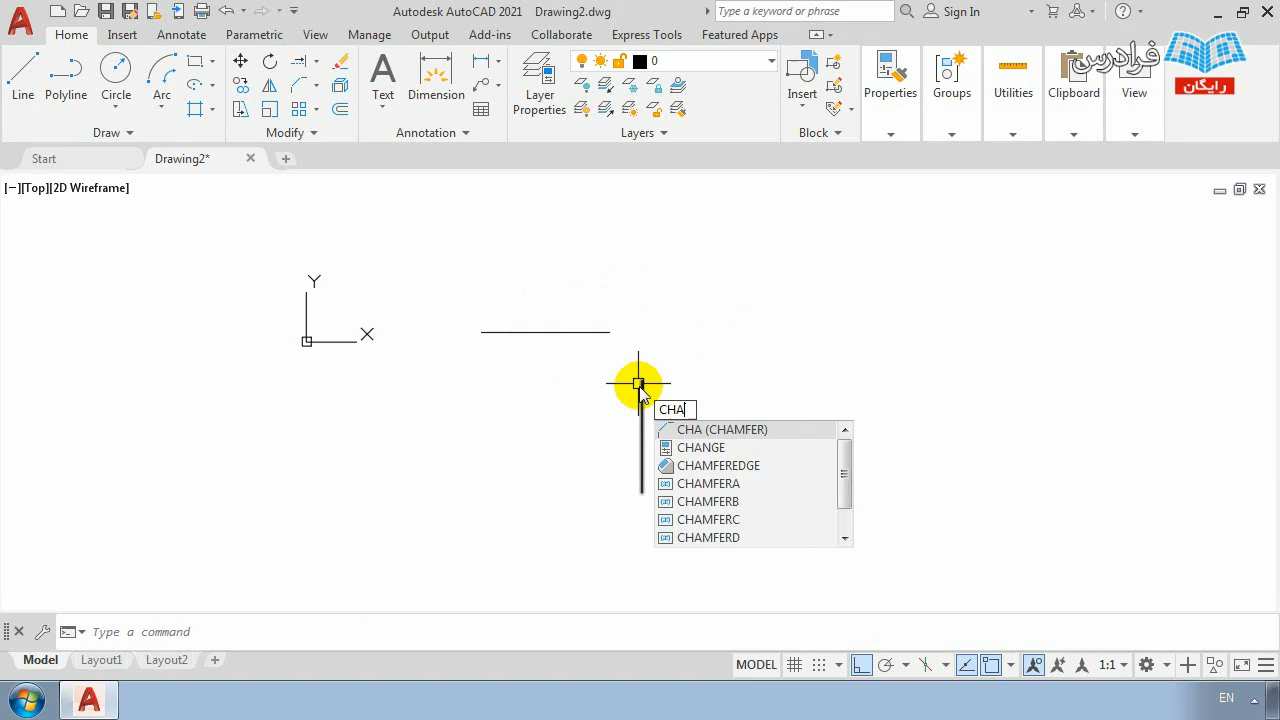 Autodesk AutoCAD 2021 Drawing2.dwg
Type a keyword or phrase
Sign In
Home Insert Annotate Parametric View Manage Output Add-ins Collaborate Express Tools Featured Apps
فرادرس
رایگان
Line Polyline Circle Arc
Text Dimension
Layer
Properties
0
Insert
Properties Groups Utilities Clipboard View
Draw Modify Annotation Layers Block
Start Drawing2*
[−][Top][2D Wireframe]
Y
X
CHA
CHA (CHAMFER)
CHANGE
CHAMFEREDGE
CHAMFERA
CHAMFERB
CHAMFERC
CHAMFERD
Type a command
Model Layout1 Layout2
MODEL 1:1
EN